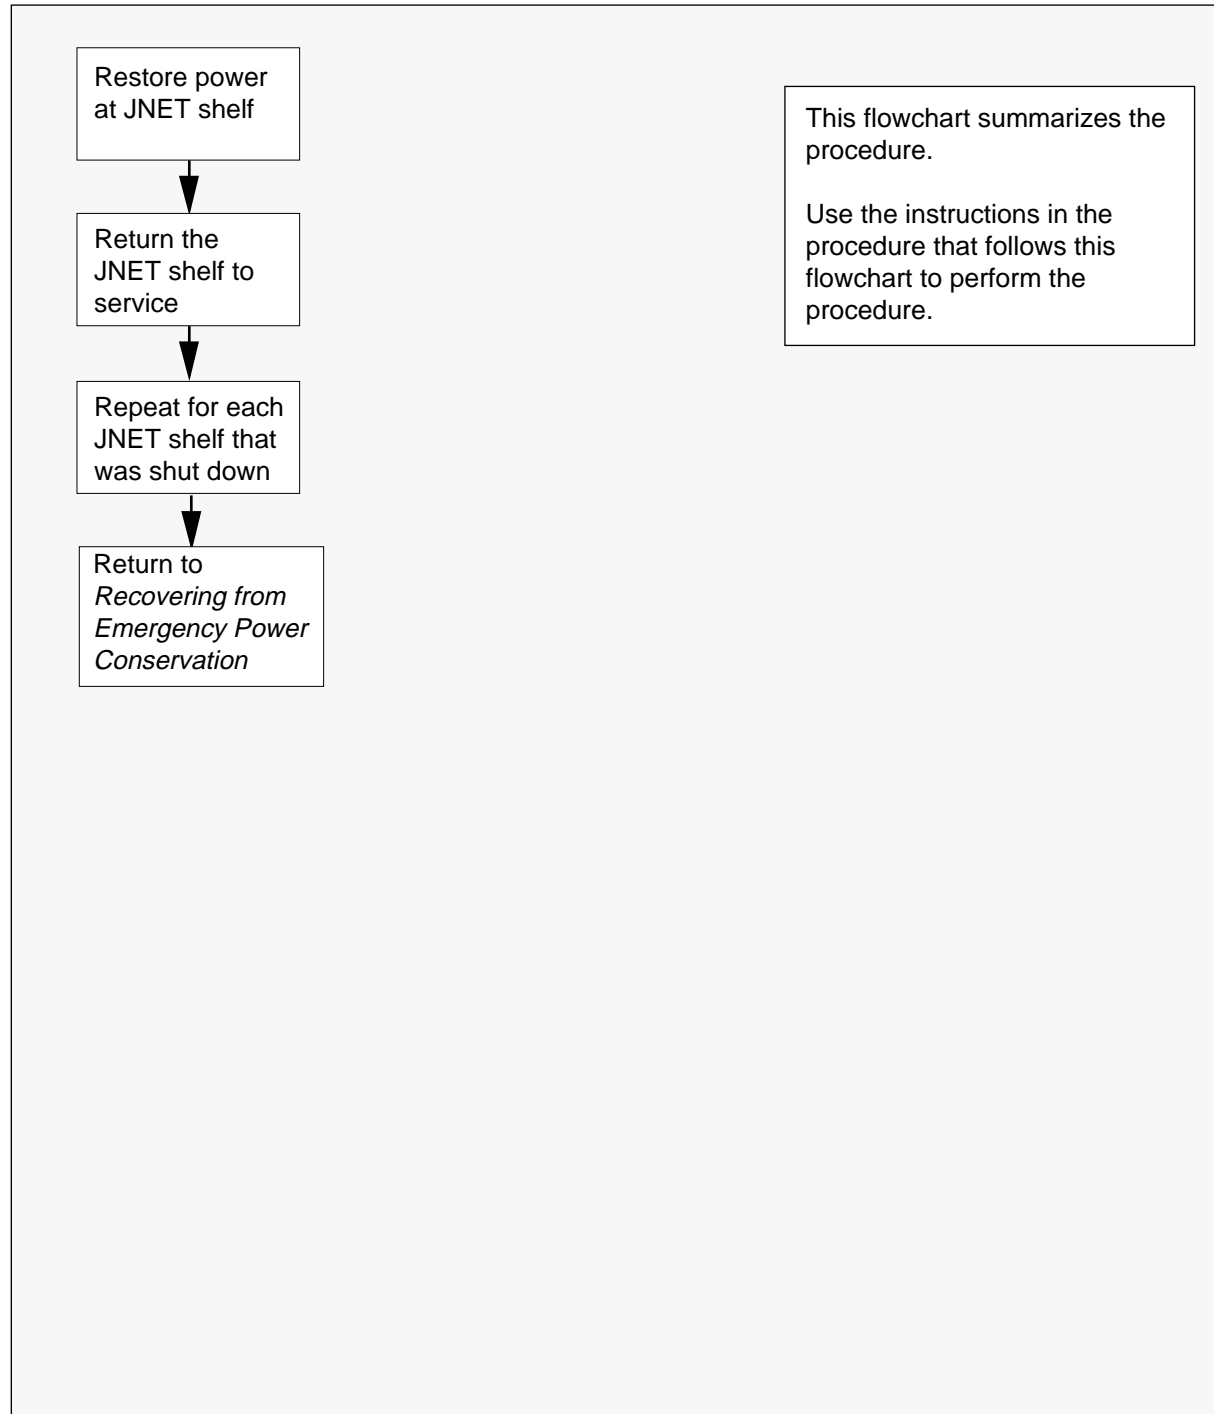 Restore power
at JNET shelf
Return the
JNET shelf to
service
Repeat for each
JNET shelf that
was shut down
Return to
Recovering from
Emergency Power
Conservation
This flowchart summarizes the
procedure.
Use the instructions in the
procedure that follows this
flowchart to perform the
procedure.